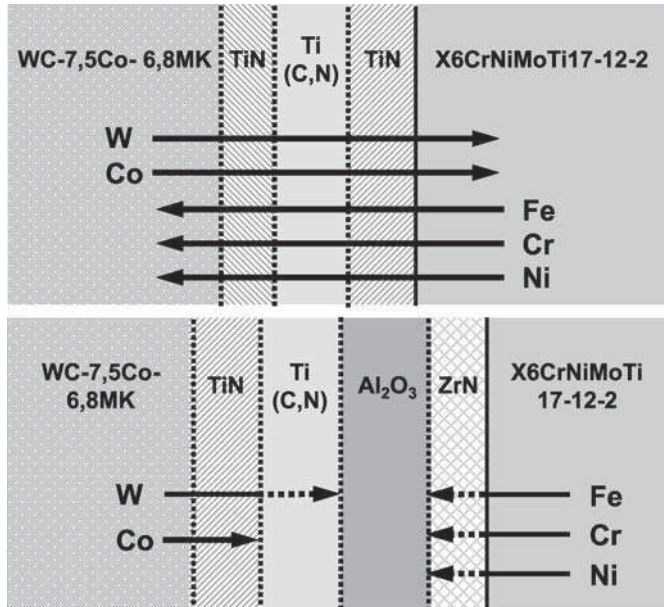 WC-7,5Co- 6,8MK
TiN
Ti
(C,N)
TiN
X6CrNiMoTi17-12-2
W
Co
Fe
Cr
Ni
WC-7,5Co-
6,8MK
TiN
Ti
(C,N)
Al₂O₃
ZrN
X6CrNiMoTi
17-12-2
W
Co
Fe
Cr
Ni